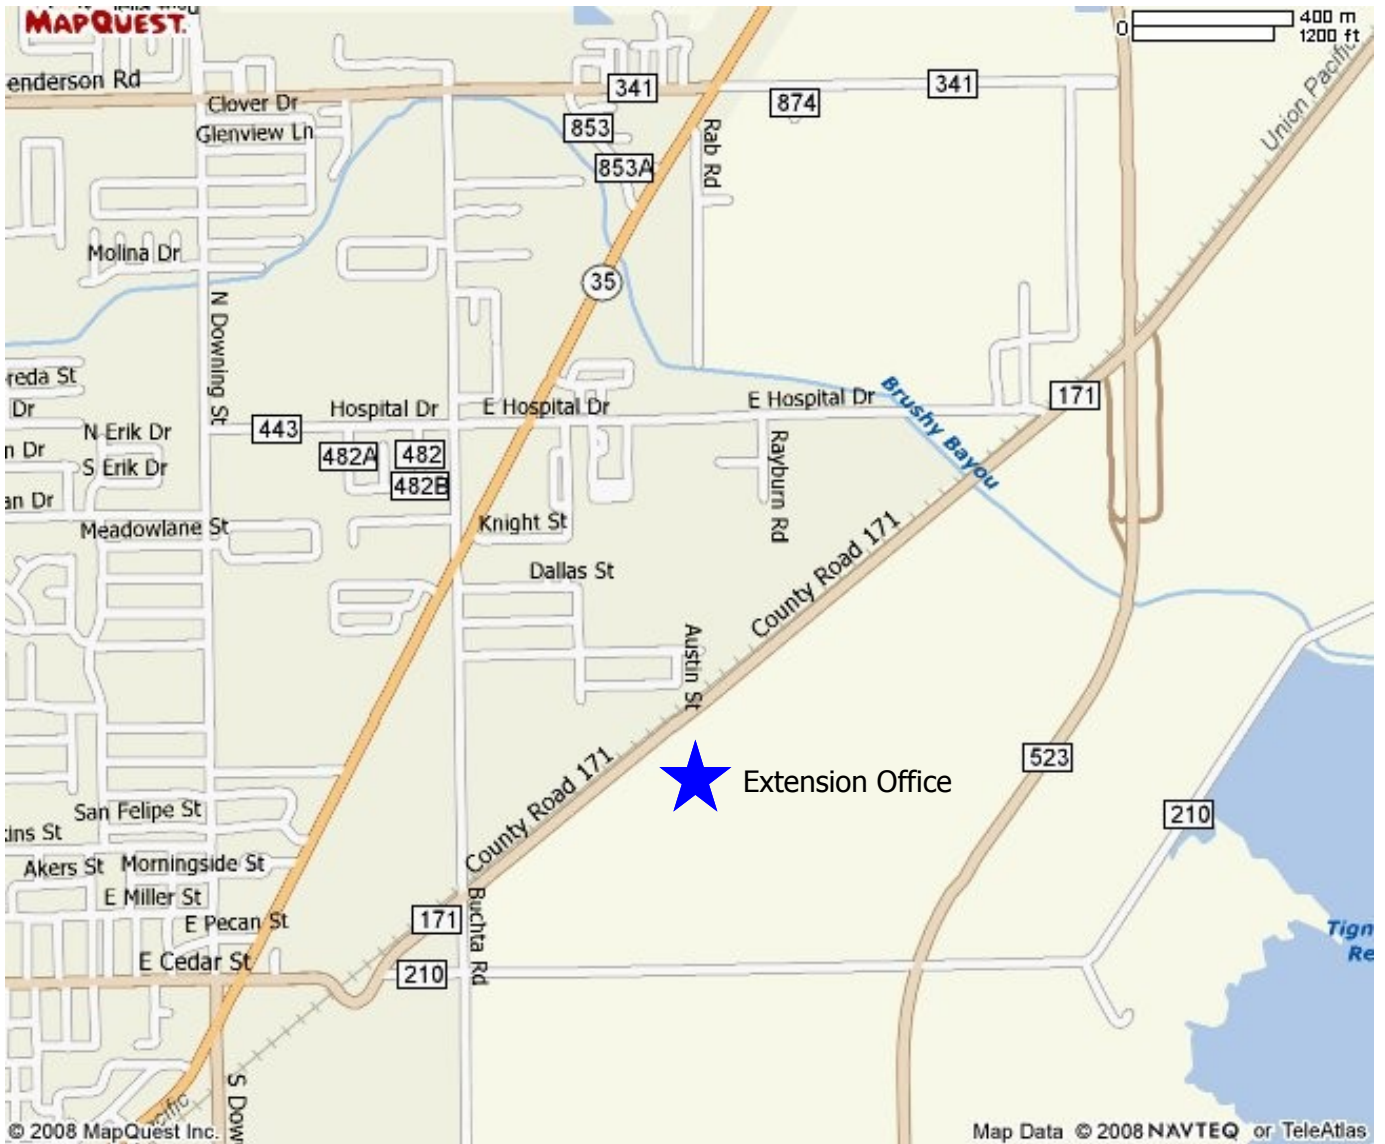 MAPQUEST.
0
400 m
1200 ft
enderson Rd
341
341
874
Union Pacific
Clover Dr
Glenview Ln
853
853A
Rab Rd
Molina Dr
35
N Downing St
reda St
Dr
E Hospital Dr
171
Hospital Dr
E Hospital Dr
Brushy Bayou
443
N Erik Dr
n Dr
482A
482
S Erik Dr
482B
Rayburn Rd
an Dr
Meadowlane St
Knight St
County Road 171
Dallas St
Austin St
523
County Road 171
Extension Office
210
San Felipe St
kins St
Akers St
Morningside St
E Miller St
171
Buchta Rd
E Pecan St
Tign
Re
E Cedar St
210
S Dow
cific
© 2008 MapQuest Inc.
Map Data © 2008 NAVTEQ or TeleAtlas